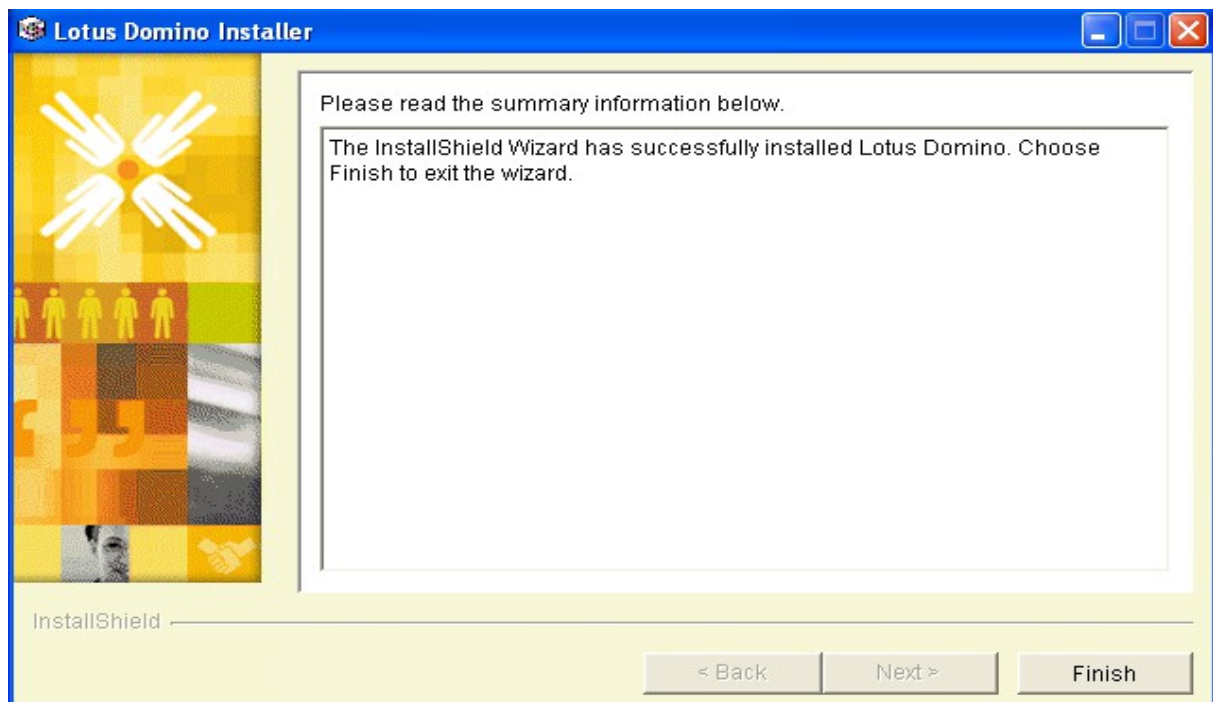 Lotus Domino Installer
Please read the summary information below.
The InstallShield Wizard has successfully installed Lotus Domino. Choose
Finish to exit the wizard.
InstallShield
< Back
Next >
Finish